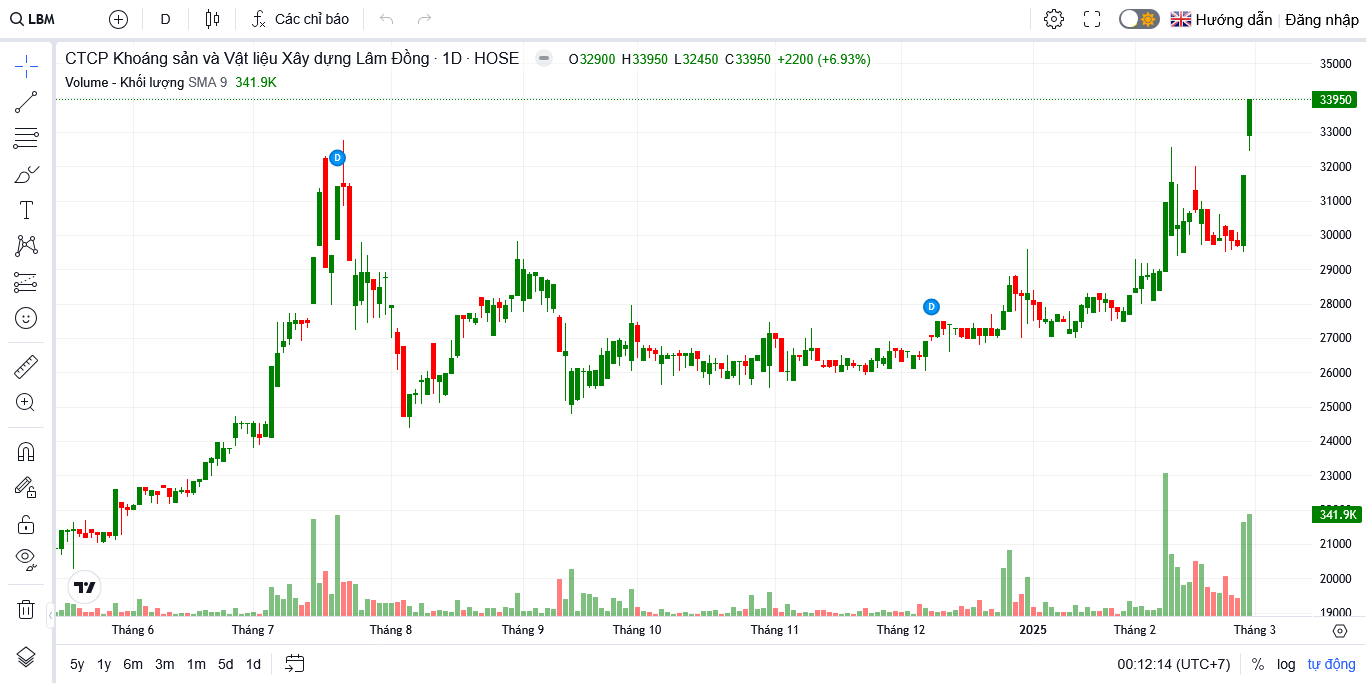 LBM
D
Các chỉ báo
Hướng dẫn
Đăng nhập
CTCP Khoáng sản và Vật liệu Xây dựng Lâm Đồng · 1D · HOSE
O32900 H33950 L32450 C33950 +2200 (+6.93%)
Volume - Khối lượng SMA 9 341.9K
35000
33950
33000
32000
31000
30000
29000
28000
27000
26000
25000
24000
23000
341.9K
21000
20000
19000
D
D
T
Tháng 6 Tháng 7 Tháng 8 Tháng 9 Tháng 10 Tháng 11 Tháng 12 2025 Tháng 2 Tháng 3
5y 1y 6m 3m 1m 5d 1d
00:12:14 (UTC+7) % log tự động